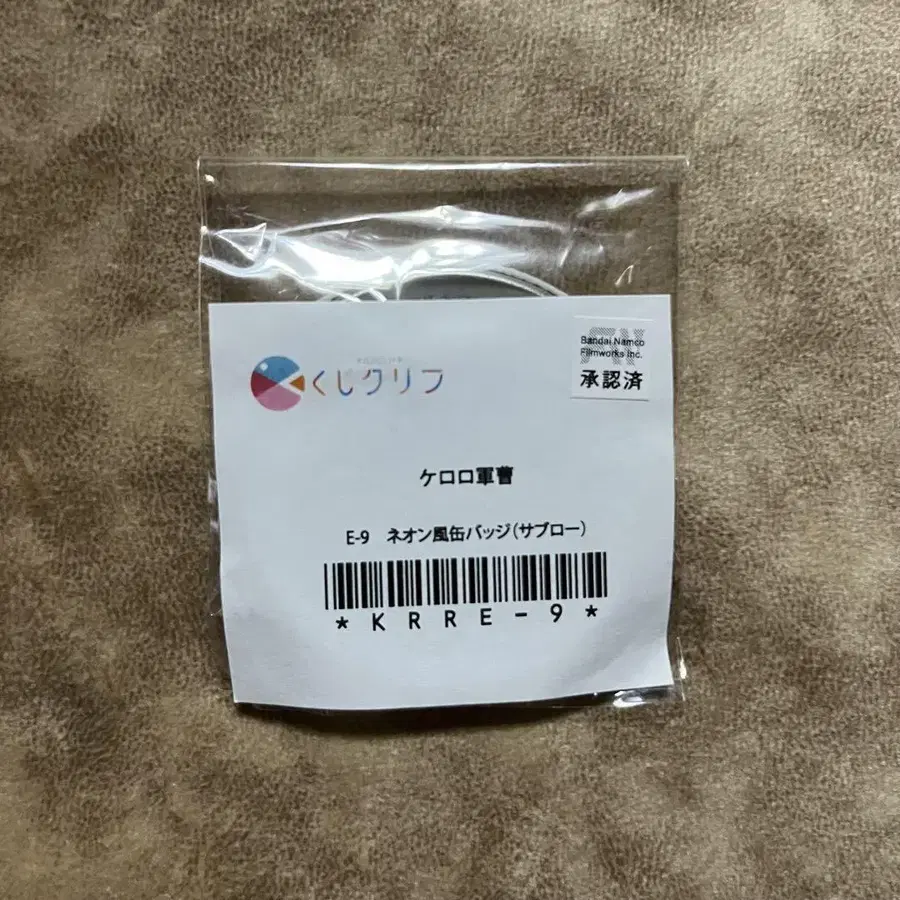 くじクリフ
Bandai Namco
Filmworks Inc.
承認済
ケロロ軍曹
E-9 ネオン風缶バッジ(サブロー)
*KRRE-9*